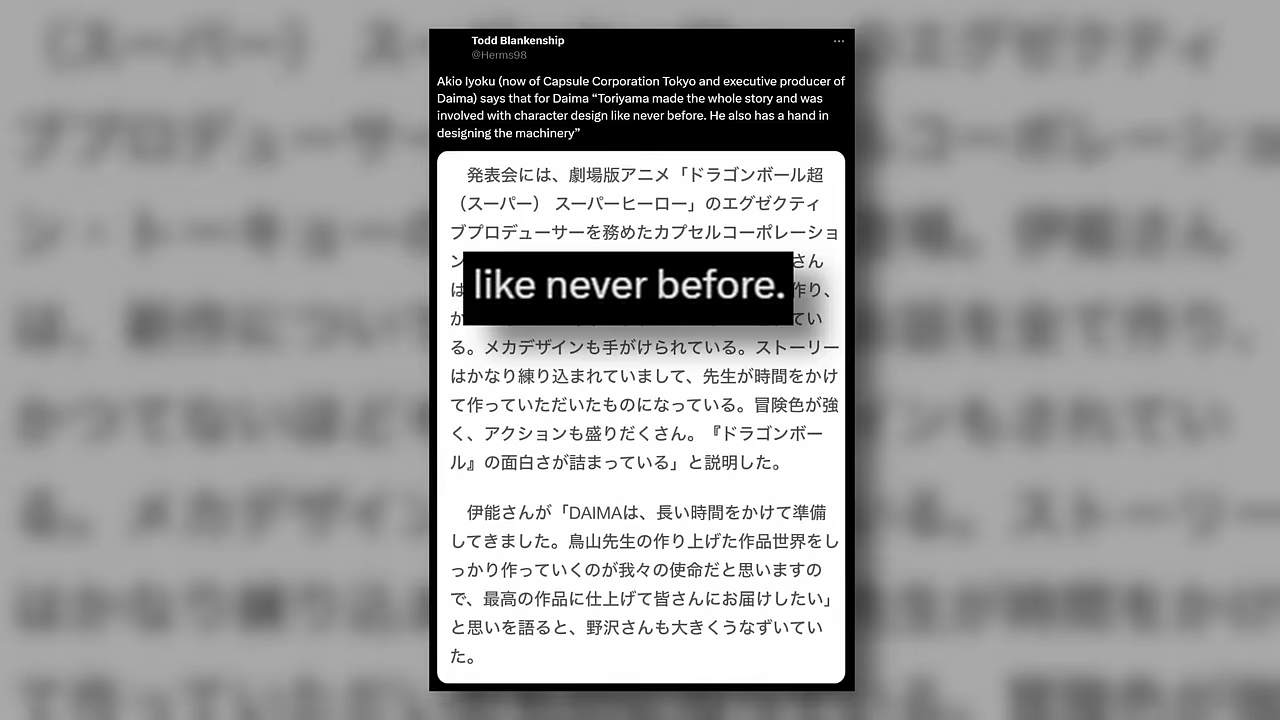 Todd Blankenship
@Herms98
Akio Iyoku (now of Capsule Corporation Tokyo and executive producer of
Daima) says that for Daima “Toriyama made the whole story and was
involved with character design like never before. He also has a hand in
designing the machinery”
発表会には、劇場版アニメ「ドラゴンボール超
（スーパー） スーパーヒーロー」のエグゼクティ
ブプロデューサーを務めたカプセルコーポレーショ
ン さん
は 作り、
か てい
like never before.
る。メカデザインも手がけられている。ストーリー
はかなり練り込まれていまして、先生が時間をかけ
て作っていただいたものになっている。冒険色が強
く、アクションも盛りだくさん。『ドラゴンボー
ル』の面白さが詰まっている」と説明した。
伊能さんが「DAIMAは、長い時間をかけて準備
してきました。鳥山先生の作り上げた作品世界をし
っかり作っていくのが我々の使命だと思いますの
で、最高の作品に仕上げて皆さんにお届けしたい」
と思いを語ると、野沢さんも大きくうなずいてい
た。